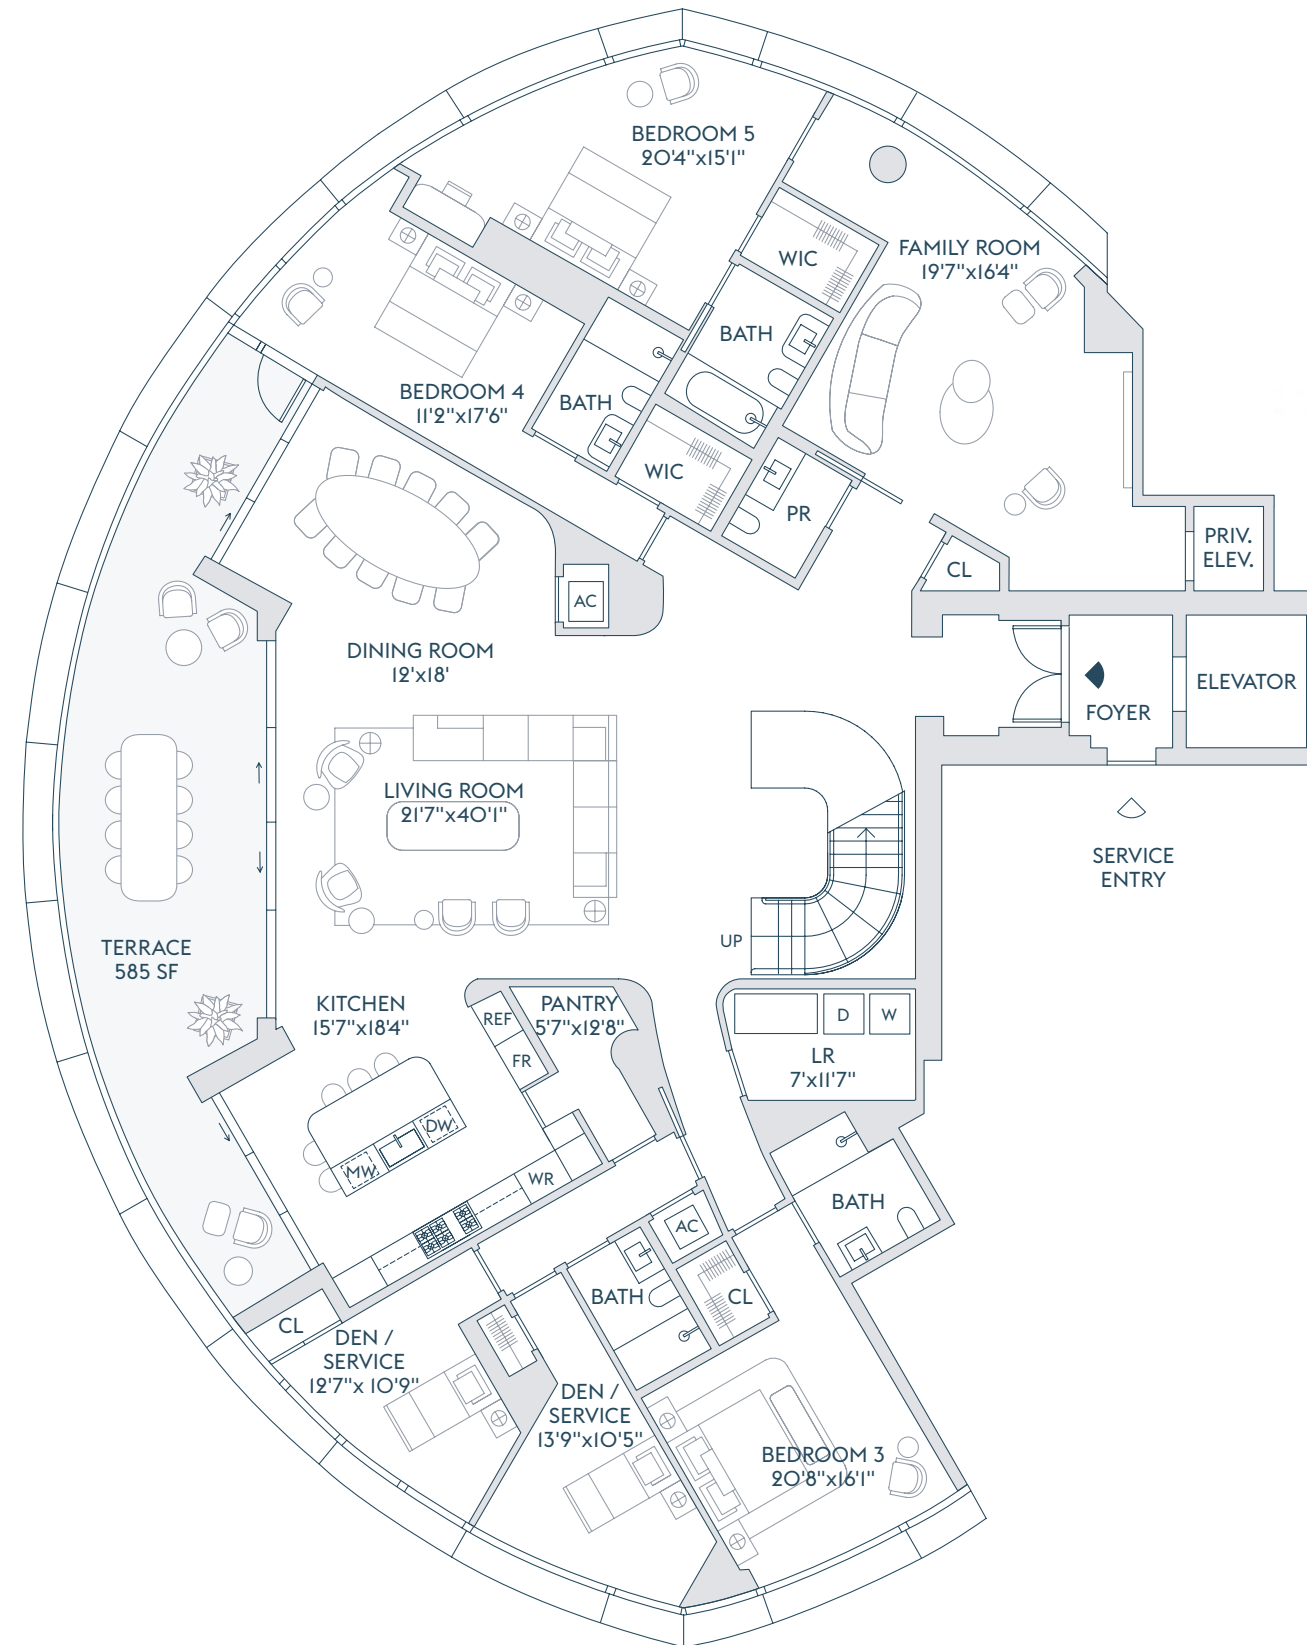 BEDROOM 5
20'4"x15'1"
FAMILY ROOM
19'7"x16'4"
WIC
BATH
BEDROOM 4
11'2"x17'6"
BATH
WIC
PR
PRIV.
ELEV.
CL
AC
DINING ROOM
12'x18'
ELEVATOR
FOYER
LIVING ROOM
21'7"x40'1"
SERVICE
ENTRY
UP
TERRACE
585 SF
KITCHEN
15'7"x18'4"
REF
PANTRY
5'7"x12'8"
D
W
FR
LR
7'x11'7"
DW
MW
WR
BATH
AC
BATH
CL
CL
DEN /
SERVICE
12'7"x 10'9"
DEN /
SERVICE
13'9"x10'5"
BEDROOM 3
20'8"x16'1"